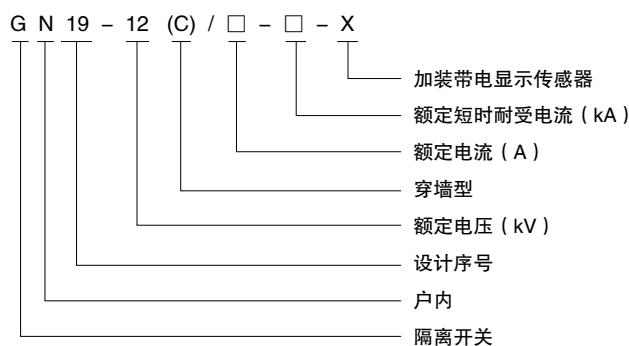 G N 19 – 12 (C) / □ – □ – X
加装带电显示传感器
额定短时耐受电流（kA）
额定电流（A）
穿墙型
额定电压（kV）
设计序号
户内
隔离开关